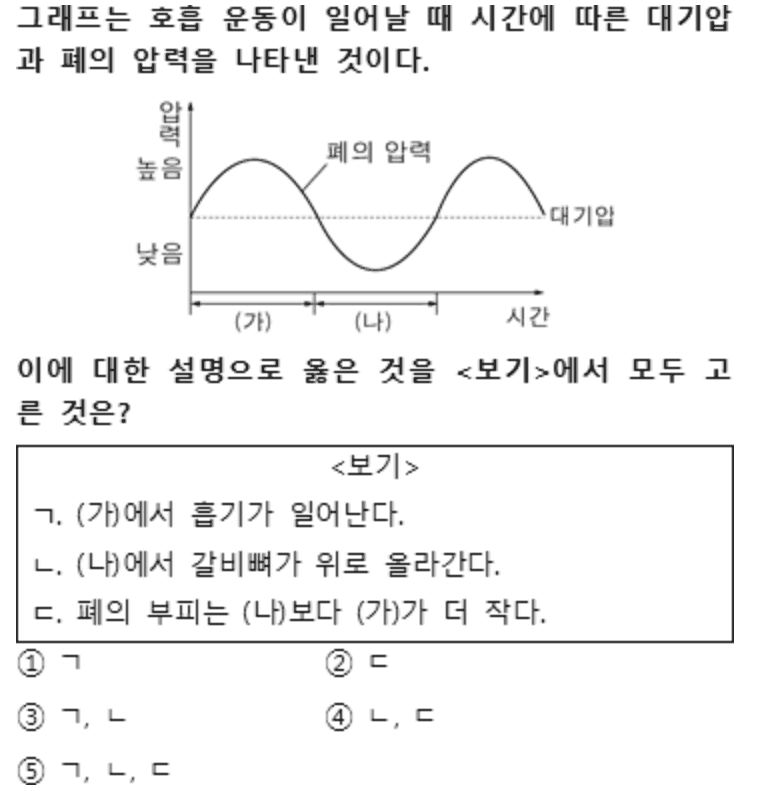 그래프는 호흡 운동이 일어날 때 시간에 따른 대기압
과 폐의 압력을 나타낸 것이다.
압력
높음
폐의 압력
대기압
낮음
(가)
(나)
시간
이에 대한 설명으로 옳은 것을 <보기>에서 모두 고
른 것은?
<보기>
ㄱ. (가)에서 흡기가 일어난다.
ㄴ. (나)에서 갈비뼈가 위로 올라간다.
ㄷ. 폐의 부피는 (나)보다 (가)가 더 작다.
① ㄱ ② ㄷ
③ ㄱ, ㄴ ④ ㄴ, ㄷ
⑤ ㄱ, ㄴ, ㄷ